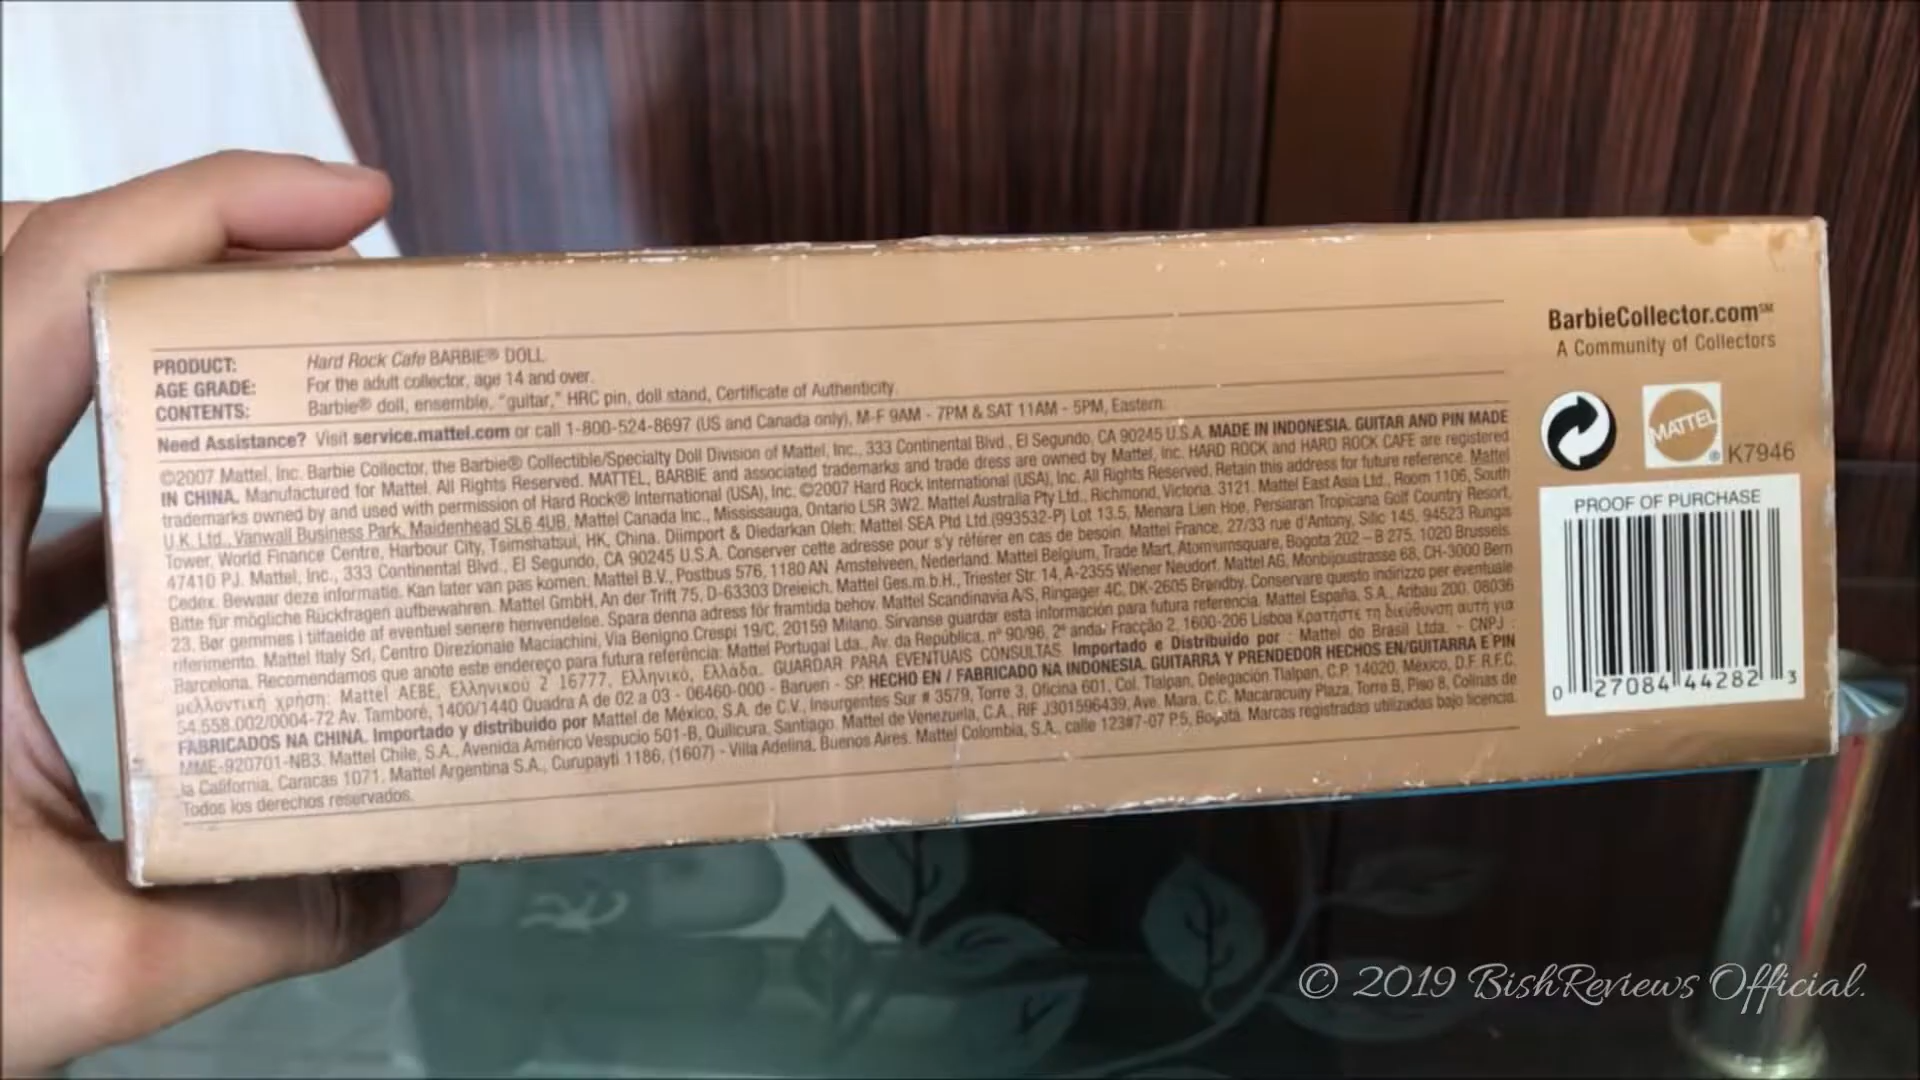 PRODUCT: Hard Rock Cafe BARBIE® DOLL
AGE GRADE: For the adult collector, age 14 and over.
CONTENTS: Barbie® doll, ensemble, "guitar," HRC pin, doll stand, Certificate of Authenticity.
Need Assistance? Visit service.mattel.com or call 1-800-524-8697 (US and Canada only), M-F 9AM - 7PM & SAT 11AM - 5PM, Eastern.
©2007 Mattel, Inc. Barbie Collector, the Barbie® Collectible/Specialty Doll Division of Mattel, Inc., 333 Continental Blvd., El Segundo, CA 90245 U.S.A. MADE IN INDONESIA. GUITAR AND PIN MADE
IN CHINA. Manufactured for Mattel. All Rights Reserved. MATTEL, BARBIE and associated trademarks and trade dress are owned by Mattel, Inc. HARD ROCK and HARD ROCK CAFE are registered
trademarks owned by and used with permission of Hard Rock® International (USA), Inc. ©2007 Hard Rock International (USA), Inc. All Rights Reserved. Retain this address for future reference. Mattel
U.K. Ltd., Vanwall Business Park, Maidenhead SL6 4UB. Mattel Canada Inc., Mississauga, Ontario L5R 3W2. Mattel Australia Pty Ltd., Richmond, Victoria. 3121. Mattel East Asia Ltd., Room 1106, South
Tower, World Finance Centre, Harbour City, Tsimshatsui, HK, China. Diimport & Diedarkan Oleh: Mattel SEA Ptd Ltd.(993532-P) Lot 13.5, Menara Lien Hoe, Persiaran Tropicana Golf Country Resort,
47410 PJ. Mattel, Inc., 333 Continental Blvd., El Segundo, CA 90245 U.S.A. Conserver cette adresse pour s'y référer en cas de besoin. Mattel France, 27/33 rue d'Antony, Silic 145, 94523 Rungis
Cedex. Bewaar deze informatie. Kan later van pas komen. Mattel B.V., Postbus 576, 1180 AN Amstelveen, Nederland. Mattel Belgium, Trade Mart, Atomiumsquare, Bogota 202 – B 275, 1020 Brussels.
Bitte für mögliche Rückfragen aufbewahren. Mattel GmbH, An der Trift 75, D-63303 Dreieich. Mattel Ges.m.b.H., Triester Str. 14, A-2355 Wiener Neudorf. Mattel AG, Monbijoustrasse 68, CH-3000 Bern
23. Bør gemmes i tilfaelde af eventuel senere henvendelse. Spara denna adress för framtida behov. Mattel Scandinavia A/S, Ringager 4C, DK-2605 Brøndby. Conservare questo indirizzo per eventuale
riferimento. Mattel Italy Srl, Centro Direzionale Maciachini, Via Benigno Crespi 19/C, 20159 Milano. Sírvanse guardar esta información para futura referencia. Mattel España, S.A., Aribau 200. 08036
Barcelona. Recomendamos que anote este endereço para futura referência: Mattel Portugal Lda., Av. da República, nº 90/96, 2º andar Fracção 2, 1600-206 Lisboa Κρατήστε τη διεύθυνση αυτή για
μελλοντική χρήση: Mattel AEBE, Ελληνικού 2 16777, Ελληνικό, Ελλάδα. GUARDAR PARA EVENTUAIS CONSULTAS. Importado e Distribuido por : Mattel do Brasil Ltda. - CNPJ :
54.558.002/0004-72 Av. Tamboré, 1400/1440 Quadra A de 02 a 03 - 06460-000 - Barueri - SP. HECHO EN / FABRICADO NA INDONESIA. GUITARRA Y PRENDEDOR HECHOS EN/GUITARRA E PIN
FABRICADOS NA CHINA. Importado y distribuido por Mattel de México, S.A. de C.V., Insurgentes Sur # 3579, Torre 3, Oficina 601, Col. Tlalpan, Delegación Tlalpan, C.P. 14020, México, D.F. R.F.C.
MME-920701-NB3. Mattel Chile, S.A., Avenida Américo Vespucio 501-B, Quilicura, Santiago. Mattel de Venezuela, C.A., RIF J301596439, Ave. Mara, C.C. Macaracuay Plaza, Torre B, Piso 8, Colinas de
la California, Caracas 1071. Mattel Argentina S.A., Curupaytí 1186, (1607) - Villa Adelina, Buenos Aires. Mattel Colombia, S.A., calle 123#7-07 P.5, Bogotá. Marcas registradas utilizadas bajo licencia.
Todos los derechos reservados.
BarbieCollector.com℠
A Community of Collectors
MATTEL
® K7946
PROOF OF PURCHASE
0 27084 44282 3
© 2019 BishReviews Official.